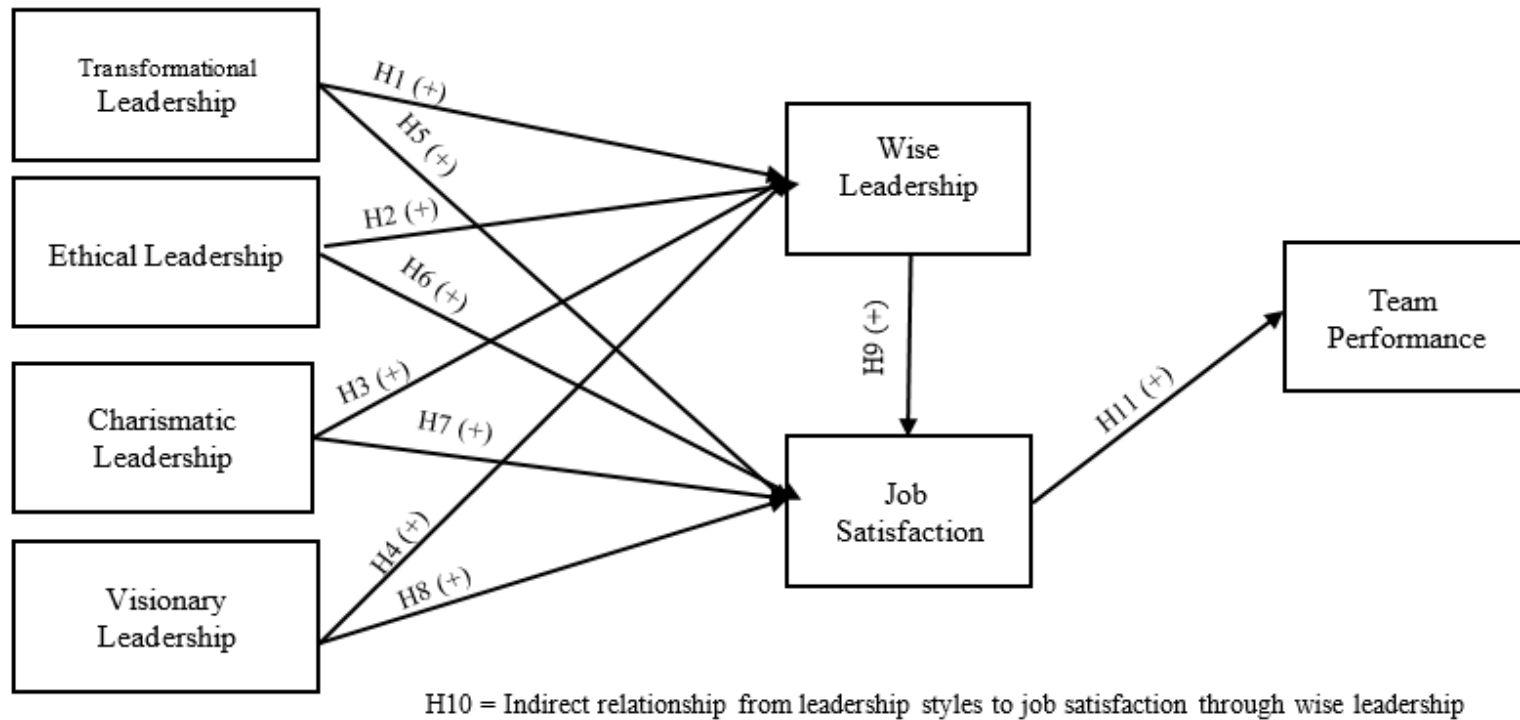 Transformational
Leadership
H1 (+)
H5 (+)
Wise
Leadership
Ethical Leadership
H2 (+)
H6 (+)
H9 (+)
Team
Performance
Charismatic
Leadership
H3 (+)
H7 (+)
H11 (+)
Job
Satisfaction
Visionary
Leadership
H4 (+)
H8 (+)
H10 = Indirect relationship from leadership styles to job satisfaction through wise leadership